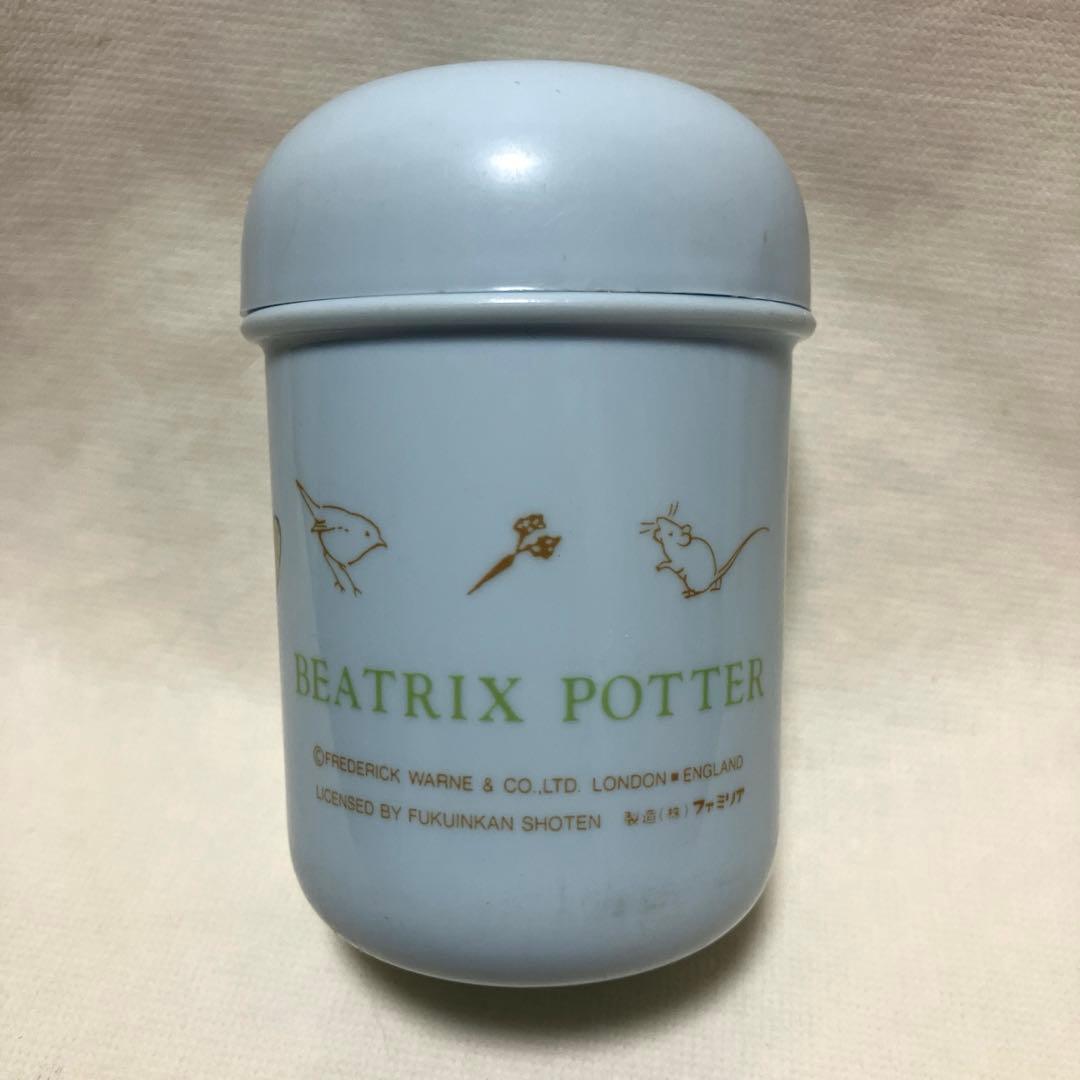 BEATRIX POTTER
©FREDERICK WARNE & CO.,LTD. LONDON■ENGLAND
LICENSED BY FUKUINKAN SHOTEN 製造(株)ファミリア